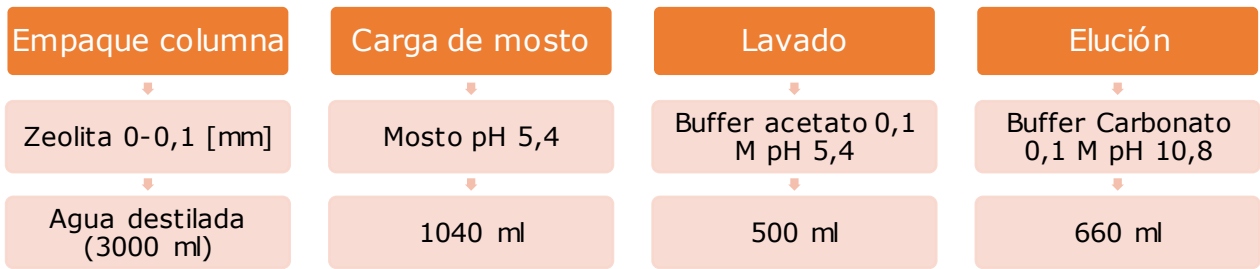 Empaque columna
Zeolita 0-0,1 [mm]
Agua destilada
(3000 ml)
Carga de mosto
Mosto pH 5,4
1040 ml
Lavado
Buffer acetato 0,1
M pH 5,4
500 ml
Elución
Buffer Carbonato
0,1 M pH 10,8
660 ml